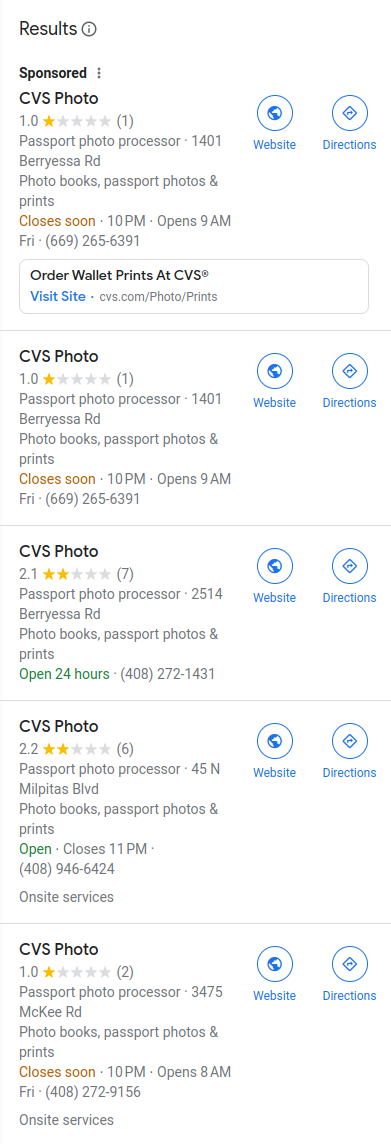 Results
Sponsored
CVS Photo
1.0 (1)
Website
Directions
Passport photo processor · 1401
Berryessa Rd
Photo books, passport photos &
prints
Closes soon · 10 PM · Opens 9 AM
Fri · (669) 265-6391
Order Wallet Prints At CVS®
Visit Site · cvs.com/Photo/Prints
CVS Photo
1.0 (1)
Website
Directions
Passport photo processor · 1401
Berryessa Rd
Photo books, passport photos &
prints
Closes soon · 10 PM · Opens 9 AM
Fri · (669) 265-6391
CVS Photo
2.1 (7)
Website
Directions
Passport photo processor · 2514
Berryessa Rd
Photo books, passport photos &
prints
Open 24 hours · (408) 272-1431
CVS Photo
2.2 (6)
Website
Directions
Passport photo processor · 45 N
Milpitas Blvd
Photo books, passport photos &
prints
Open · Closes 11 PM ·
(408) 946-6424
Onsite services
CVS Photo
1.0 (2)
Website
Directions
Passport photo processor · 3475
McKee Rd
Photo books, passport photos &
prints
Closes soon · 10 PM · Opens 8 AM
Fri · (408) 272-9156
Onsite services